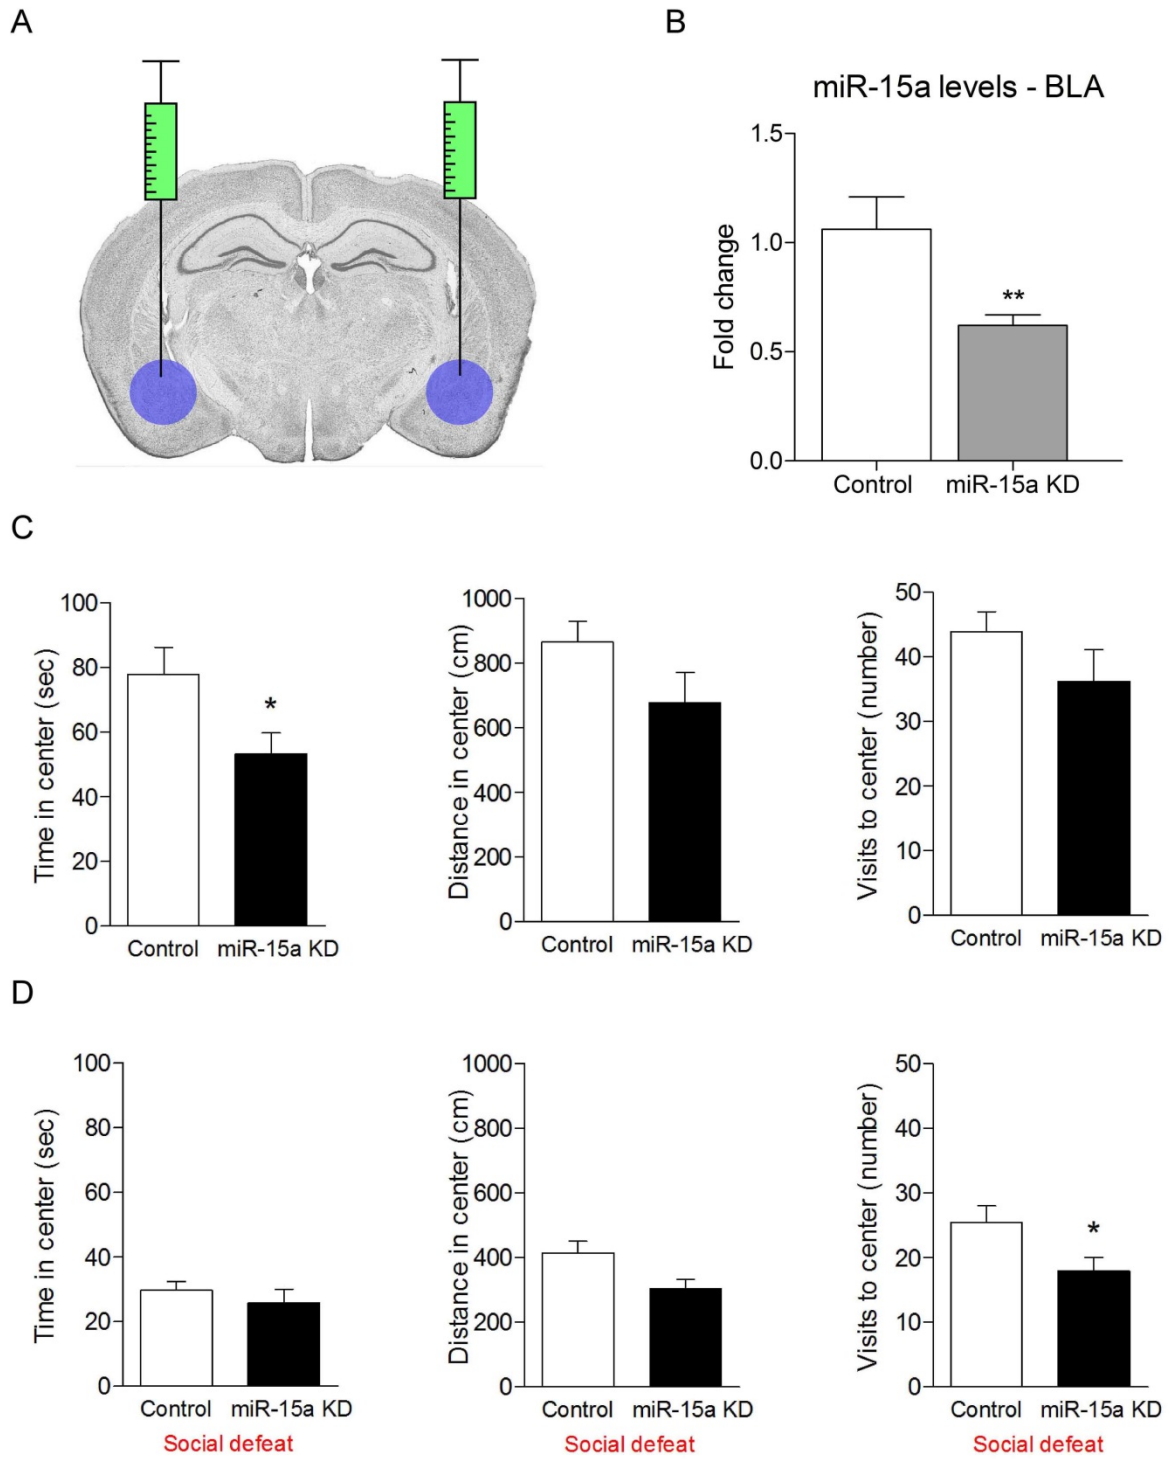 A
B
miR-15a levels - BLA
Fold change
1.5
1.0
0.5
0.0
**
Control miR-15a KD
C
Time in center (sec)
100
80
60
40
20
0
*
Control miR-15a KD
Distance in center (cm)
1000
800
600
400
200
0
Control miR-15a KD
Visits to center (number)
50
40
30
20
10
0
Control miR-15a KD
D
Time in center (sec)
100
80
60
40
20
0
Control miR-15a KD
Social defeat
Distance in center (cm)
1000
800
600
400
200
0
Control miR-15a KD
Social defeat
Visits to center (number)
50
40
30
20
10
0
*
Control miR-15a KD
Social defeat